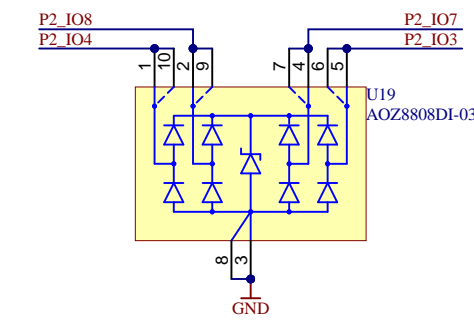 P2_IO8 P2_IO7
P2_IO4 P2_IO3
1 10 2 9 7 4 6 5
U19
AOZ8808DI-03
8 3
GND